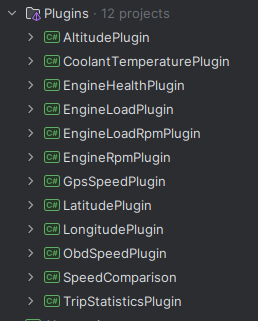 Plugins · 12 projects
C# AltitudePlugin
C# CoolantTemperaturePlugin
C# EngineHealthPlugin
C# EngineLoadPlugin
C# EngineLoadRpmPlugin
C# EngineRpmPlugin
C# GpsSpeedPlugin
C# LatitudePlugin
C# LongitudePlugin
C# ObdSpeedPlugin
C# SpeedComparison
C# TripStatisticsPlugin